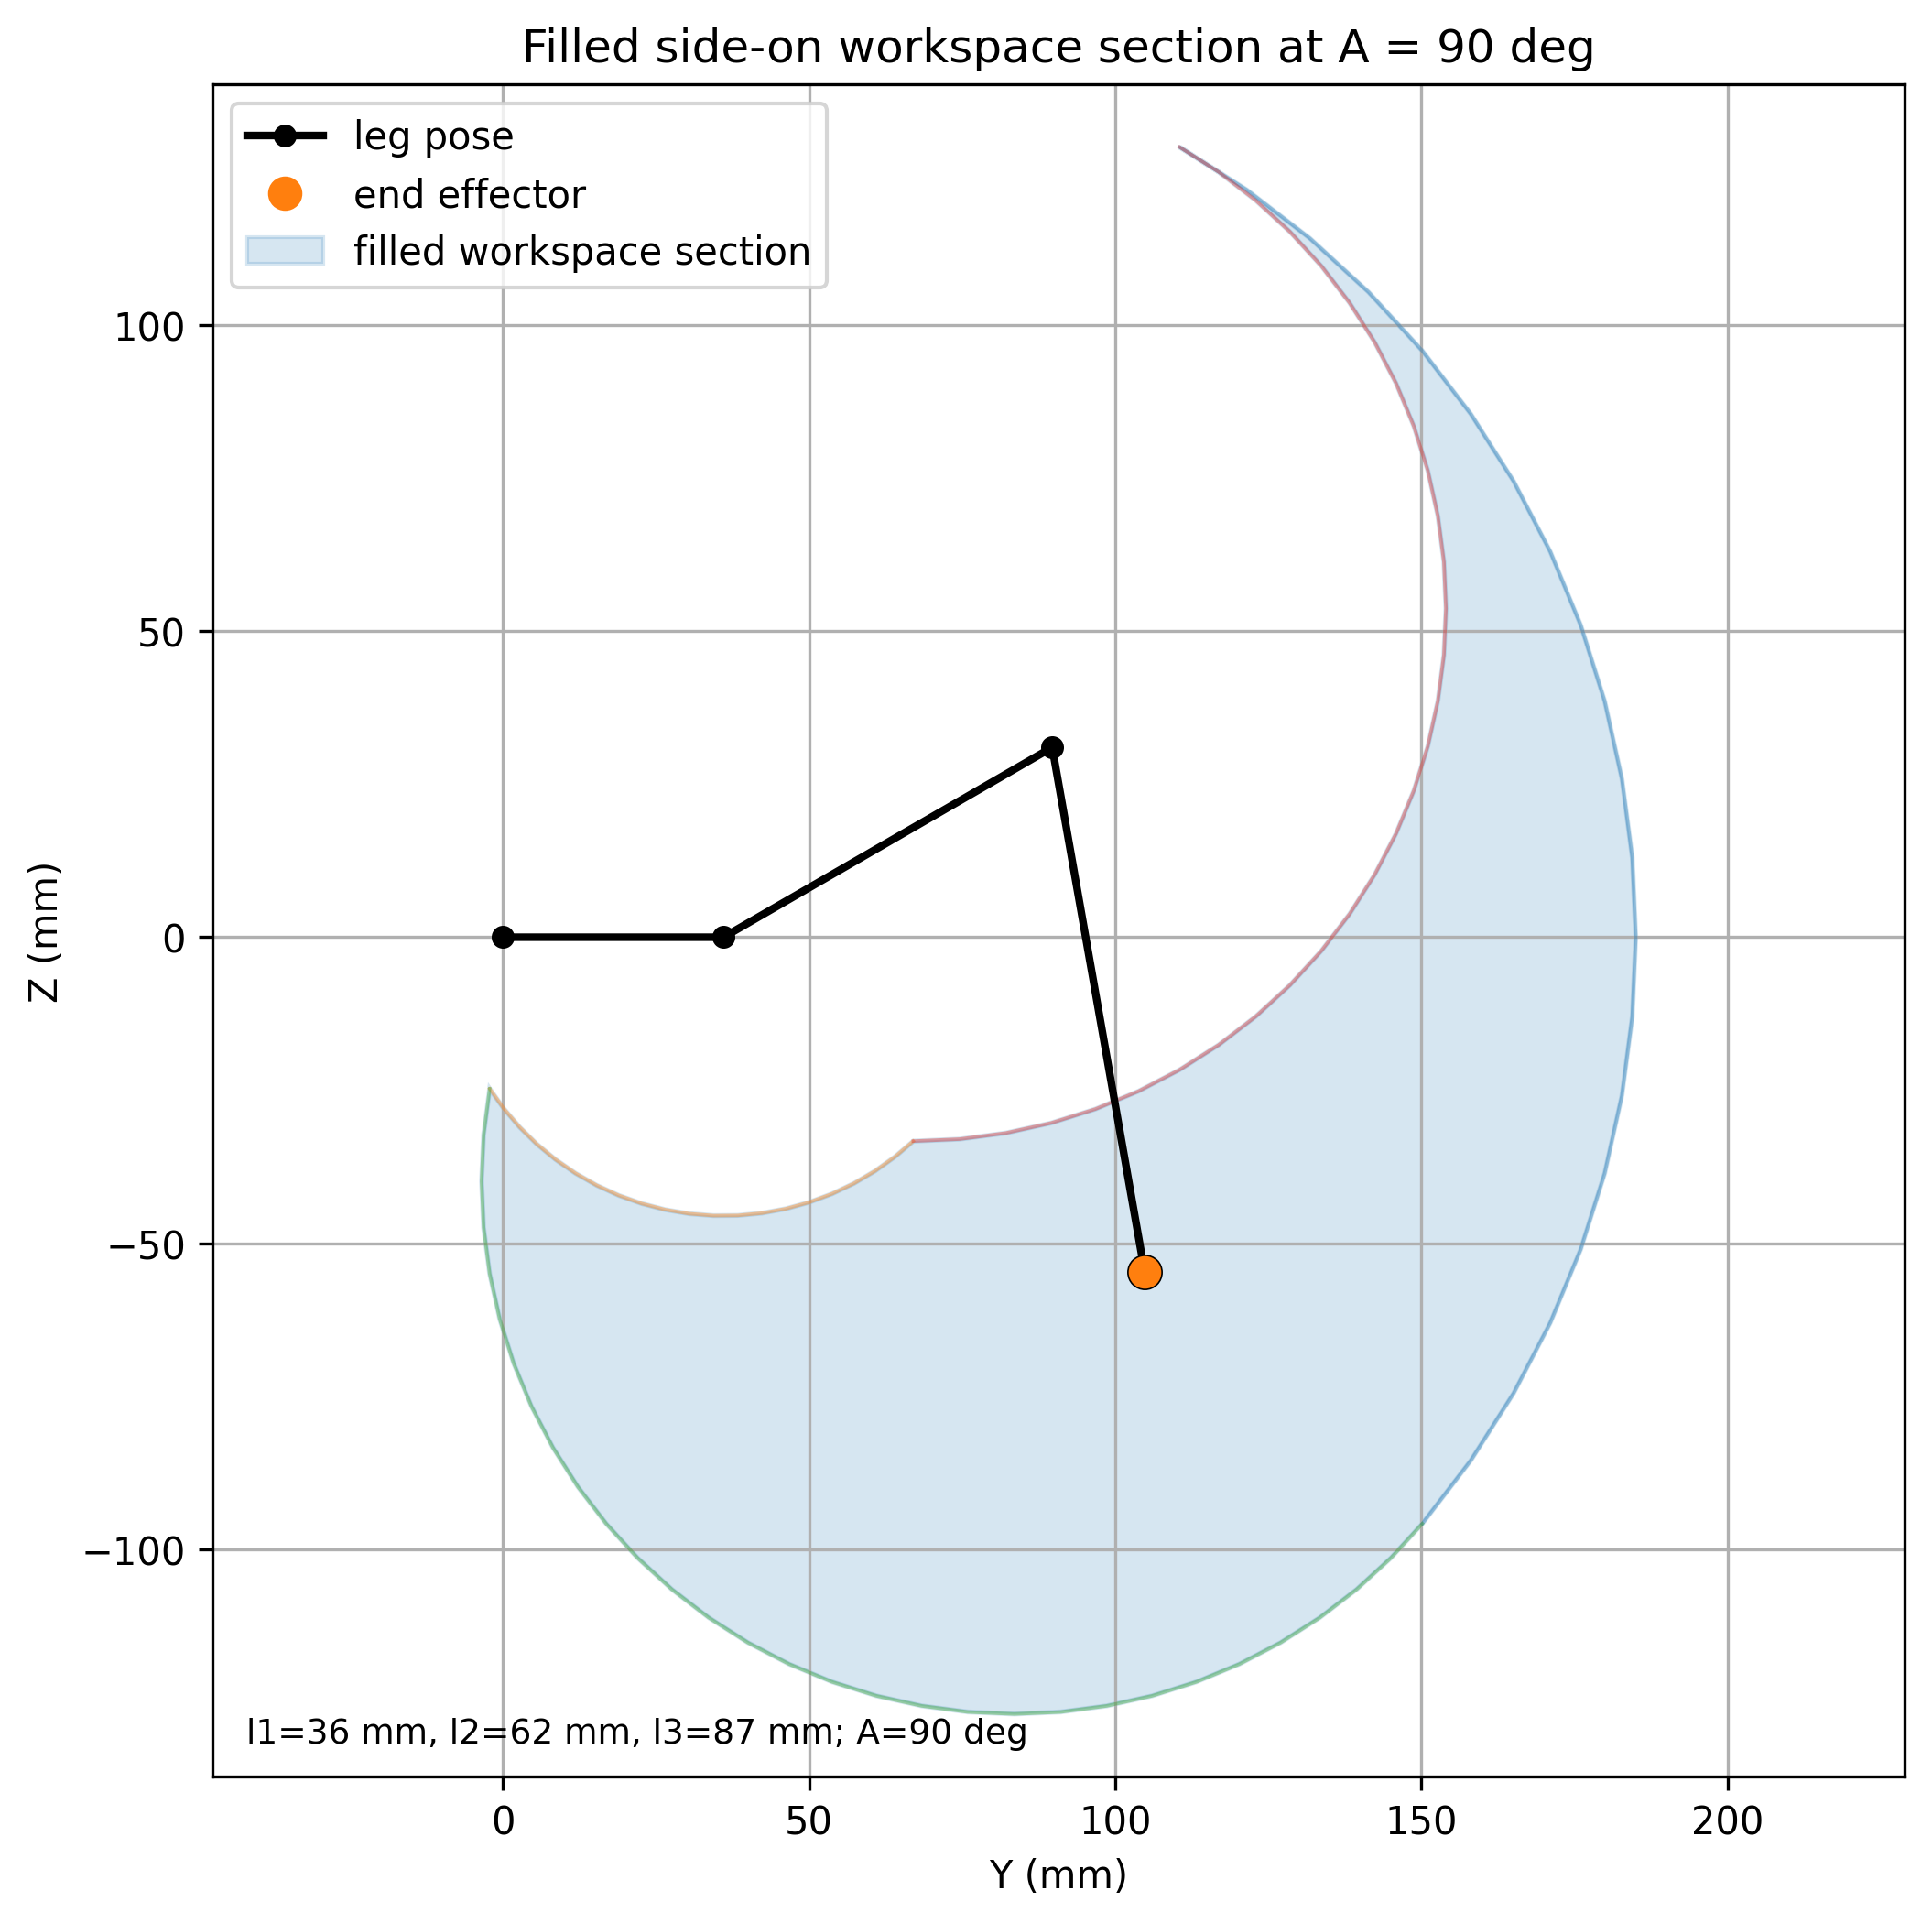 Filled side-on workspace section at A = 90 deg
leg pose
end effector
filled workspace section
100
50
0
−50
−100
Z (mm)
l1=36 mm, l2=62 mm, l3=87 mm; A=90 deg
0 50 100 150 200
Y (mm)